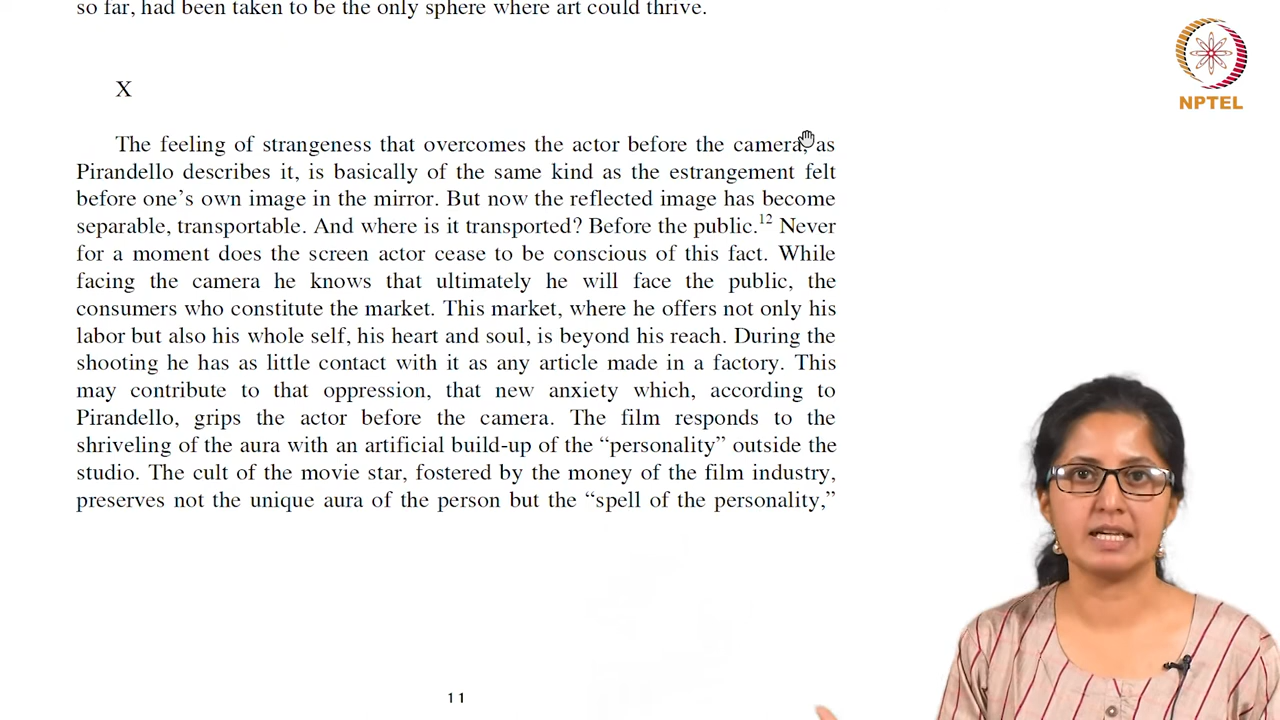 so far, had been taken to be the only sphere where art could thrive.
X
The feeling of strangeness that overcomes the actor before the camera, as
Pirandello describes it, is basically of the same kind as the estrangement felt
before one’s own image in the mirror. But now the reflected image has become
separable, transportable. And where is it transported? Before the public.12 Never
for a moment does the screen actor cease to be conscious of this fact. While
facing the camera he knows that ultimately he will face the public, the
consumers who constitute the market. This market, where he offers not only his
labor but also his whole self, his heart and soul, is beyond his reach. During the
shooting he has as little contact with it as any article made in a factory. This
may contribute to that oppression, that new anxiety which, according to
Pirandello, grips the actor before the camera. The film responds to the
shriveling of the aura with an artificial build-up of the “personality” outside the
studio. The cult of the movie star, fostered by the money of the film industry,
preserves not the unique aura of the person but the “spell of the personality,”
11
NPTEL